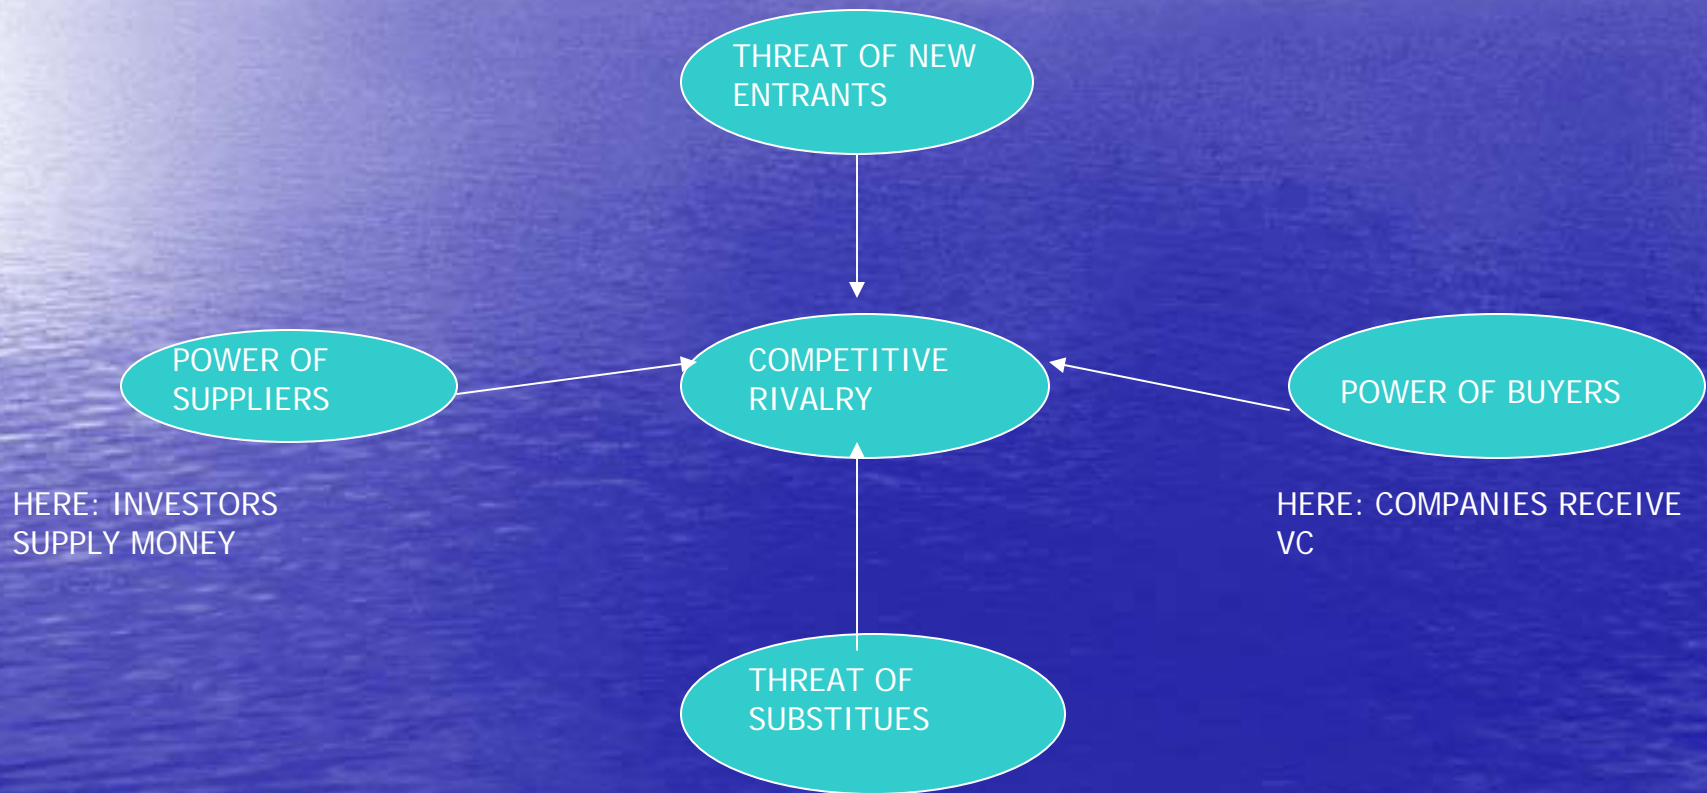 THREAT OF NEW
ENTRANTS
POWER OF
SUPPLIERS
COMPETITIVE
RIVALRY
POWER OF BUYERS
HERE: INVESTORS
SUPPLY MONEY
HERE: COMPANIES RECEIVE
VC
THREAT OF
SUBSTITUES